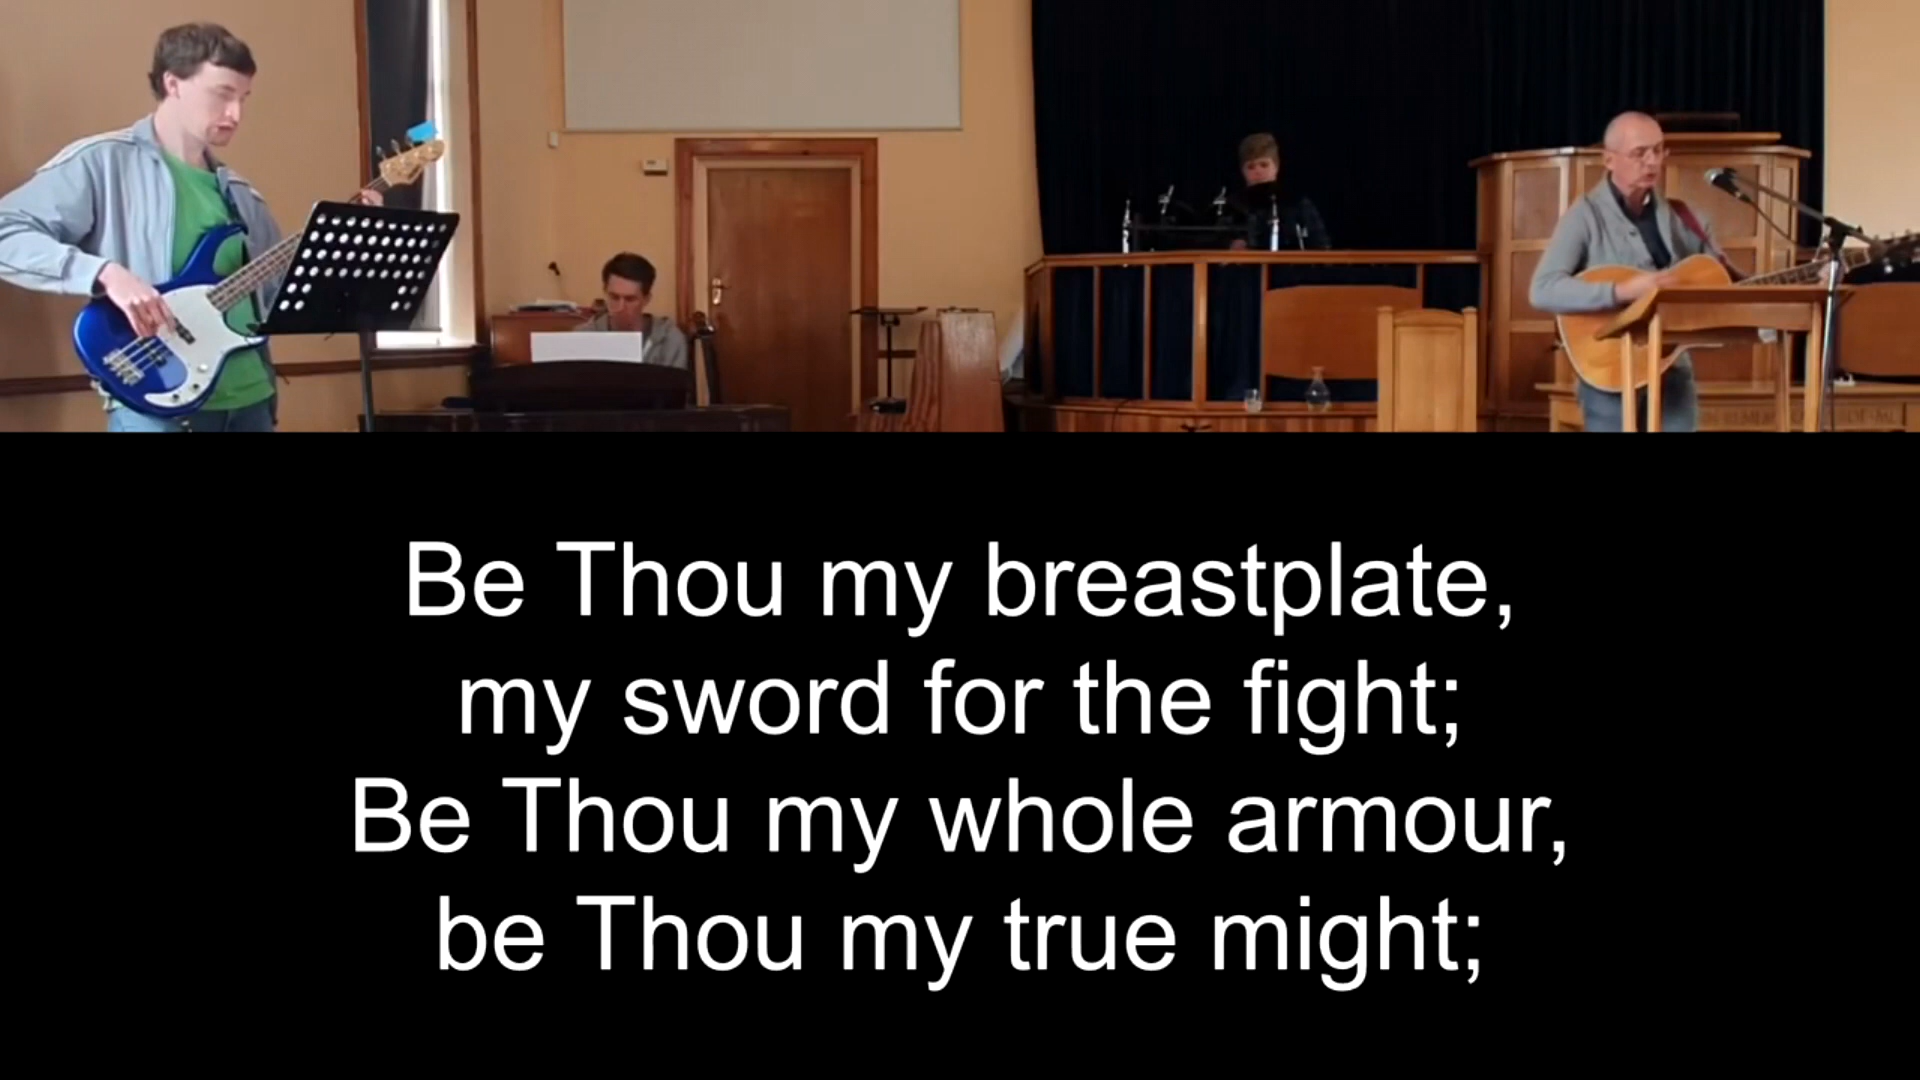 Be Thou my breastplate,
my sword for the fight;
Be Thou my whole armour,
be Thou my true might;